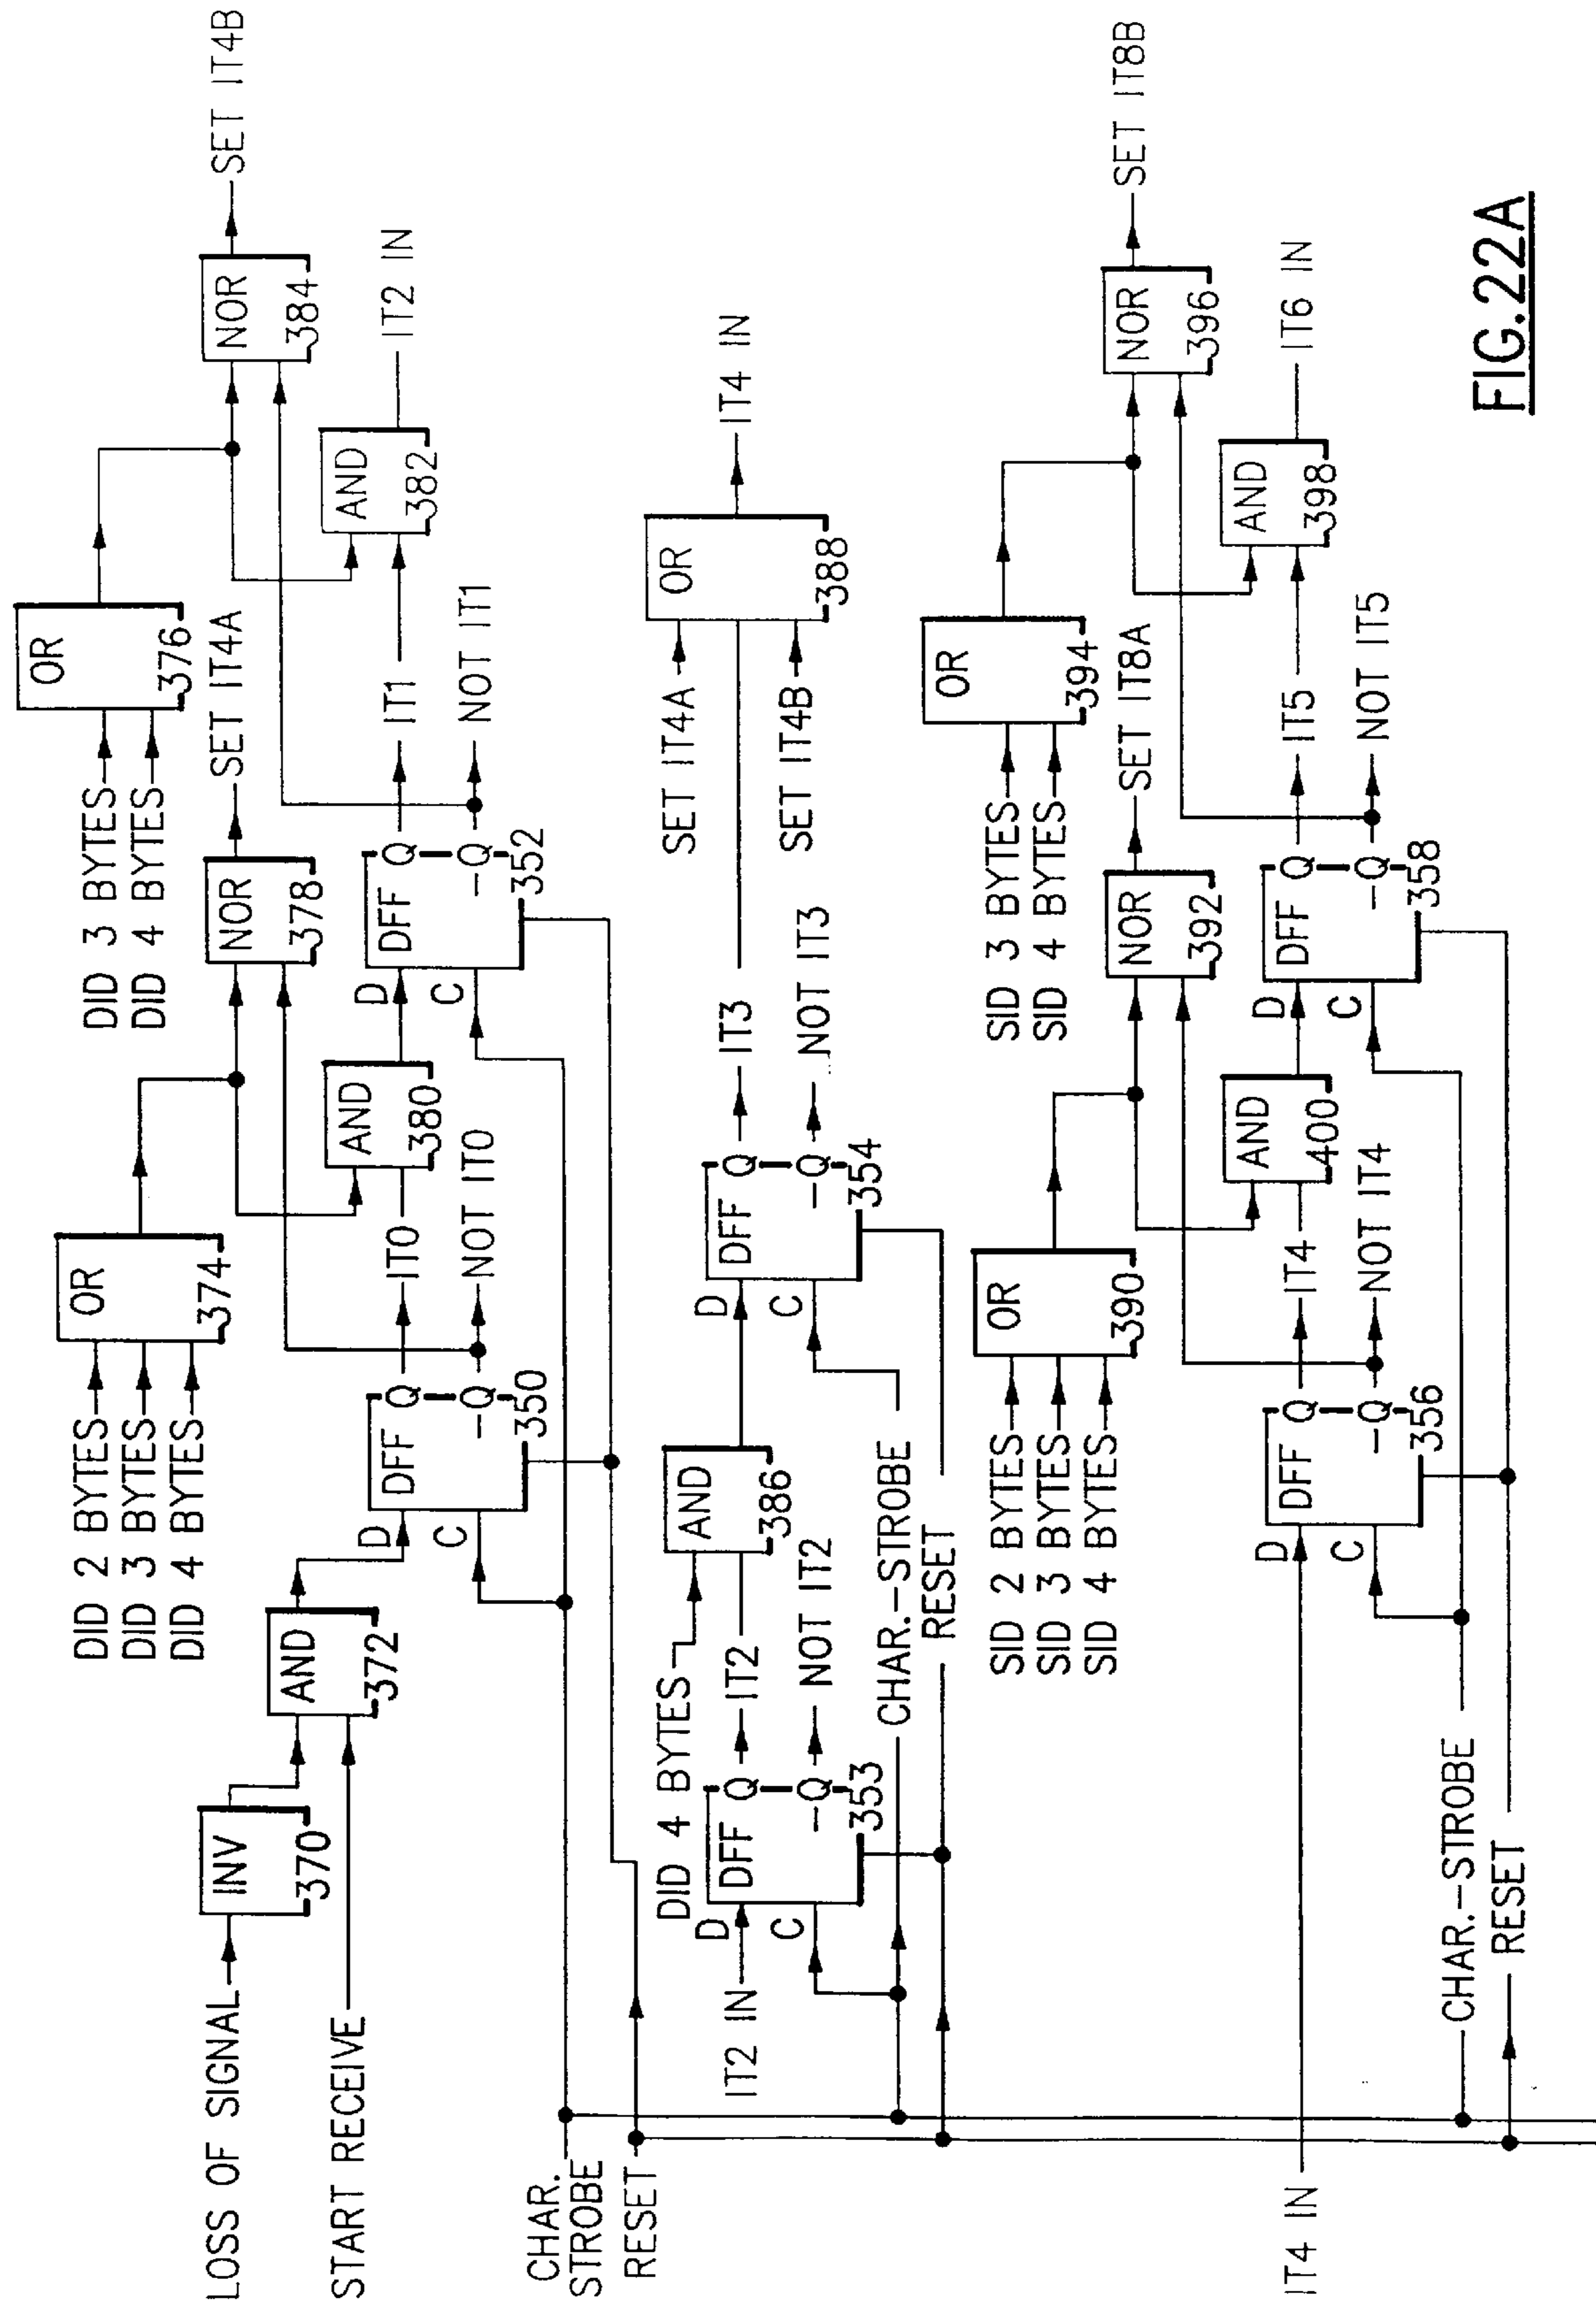 LOSS OF SIGNAL
INV
370
START RECEIVE
AND
372
DID 2 BYTES
DID 3 BYTES
DID 4 BYTES
OR
374
D
C
DFF
Q
-Q
350
IT0
NOT IT0
NOR
378
SET IT4A
AND
380
DID 3 BYTES
DID 4 BYTES
OR
376
D
C
DFF
Q
-Q
352
IT1
NOT IT1
NOR
384
SET IT4B
AND
382
IT2 IN
CHAR.
STROBE
RESET
IT2 IN
D
C
DFF
Q
-Q
353
DID 4 BYTES
IT2
NOT IT2
AND
386
CHAR.-STROBE
RESET
D
C
DFF
Q
-Q
354
IT3
NOT IT3
SET IT4A
SET IT4B
OR
388
IT4 IN
SID 2 BYTES
SID 3 BYTES
SID 4 BYTES
OR
390
IT4 IN
D
C
DFF
Q
-Q
356
IT4
NOT IT4
NOR
392
SET IT8A
AND
400
SID 3 BYTES
SID 4 BYTES
OR
394
D
C
DFF
Q
-Q
358
IT5
NOT IT5
NOR
396
SET IT8B
AND
398
IT6 IN
CHAR.-STROBE
RESET
FIG.22A